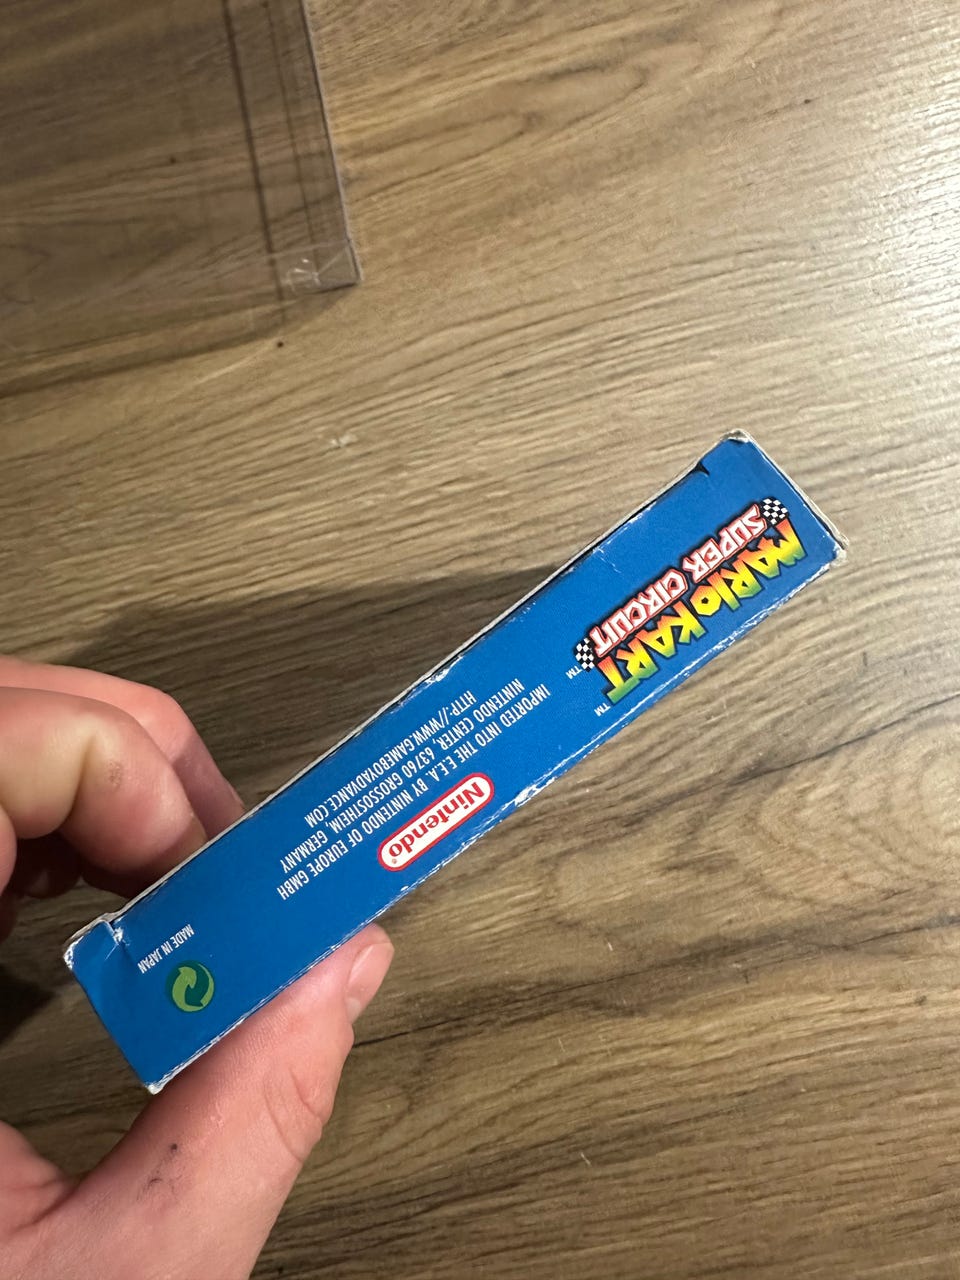 MARIO KART
TM
SUPER CIRCUIT
TM
Nintendo®
IMPORTED INTO THE E.E.A. BY NINTENDO OF EUROPE GMBH
NINTENDO CENTER, 63760 GROSSOSTHEIM, GERMANY
HTTP://WWW.GAMEBOYADVANCE.COM
MADE IN JAPAN